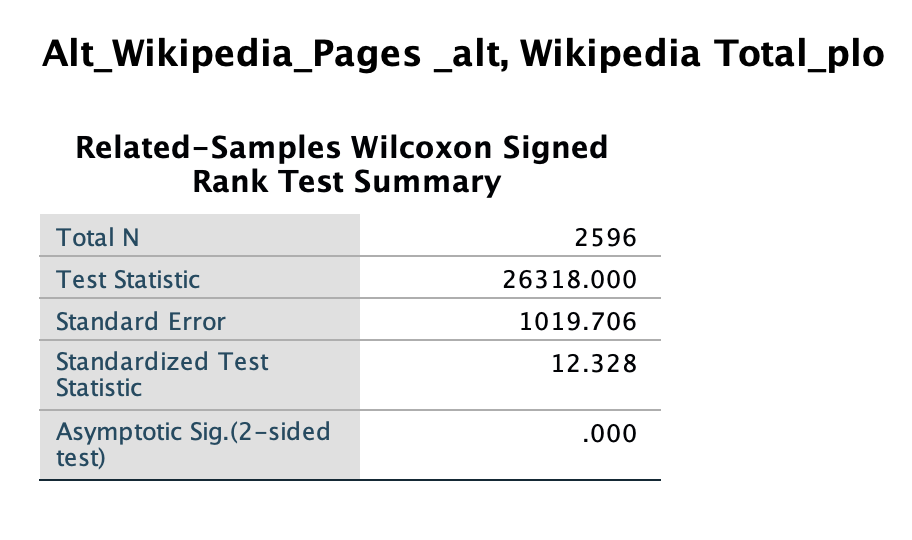 Alt_Wikipedia_Pages _alt, Wikipedia Total_plo
Related-Samples Wilcoxon Signed
Rank Test Summary
Total N 2596
Test Statistic 26318.000
Standard Error 1019.706
Standardized Test
Statistic 12.328
Asymptotic Sig.(2-sided
test) .000